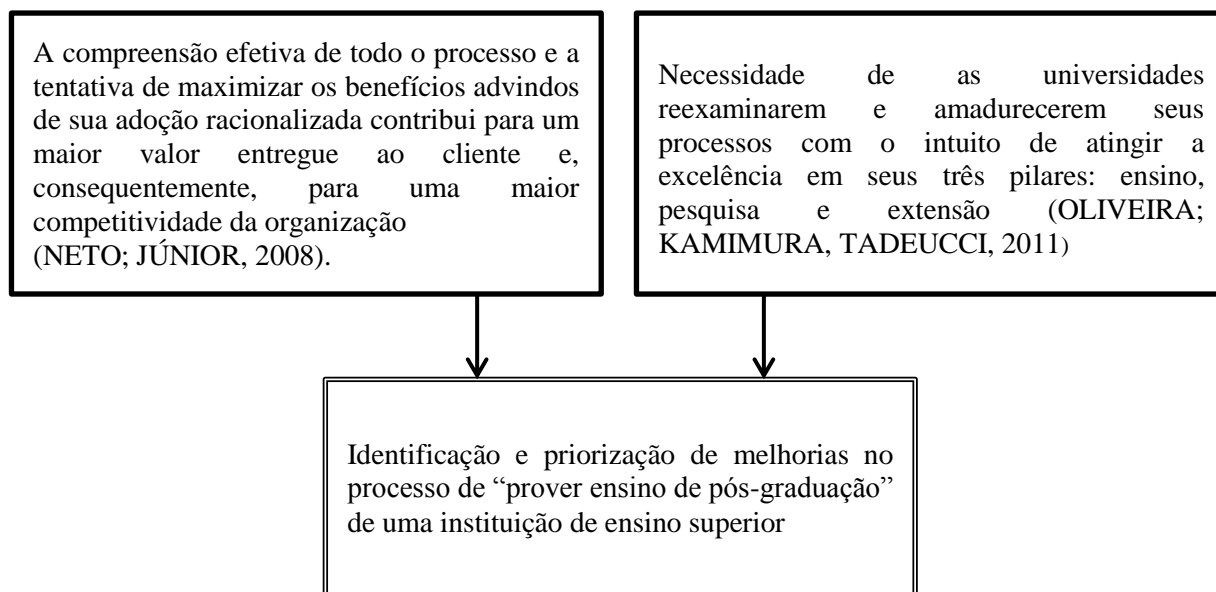 A compreensão efetiva de todo o processo e a
tentativa de maximizar os benefícios advindos
de sua adoção racionalizada contribui para um
maior valor entregue ao cliente e,
consequentemente, para uma maior
competitividade da organização
(NETO; JÚNIOR, 2008).
Necessidade de as universidades
reexaminarem e amadurecerem seus
processos com o intuito de atingir a
excelência em seus três pilares: ensino,
pesquisa e extensão (OLIVEIRA;
KAMIMURA, TADEUCCI, 2011)
Identificação e priorização de melhorias no
processo de “prover ensino de pós-graduação”
de uma instituição de ensino superior